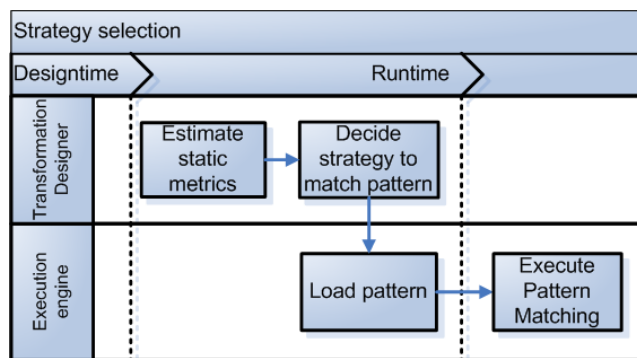 Strategy selection
Designtime
Runtime
Transformation
Designer
Estimate
static
metrics
Decide
strategy to
match pattern
Execution
engine
Load pattern
Execute
Pattern
Matching